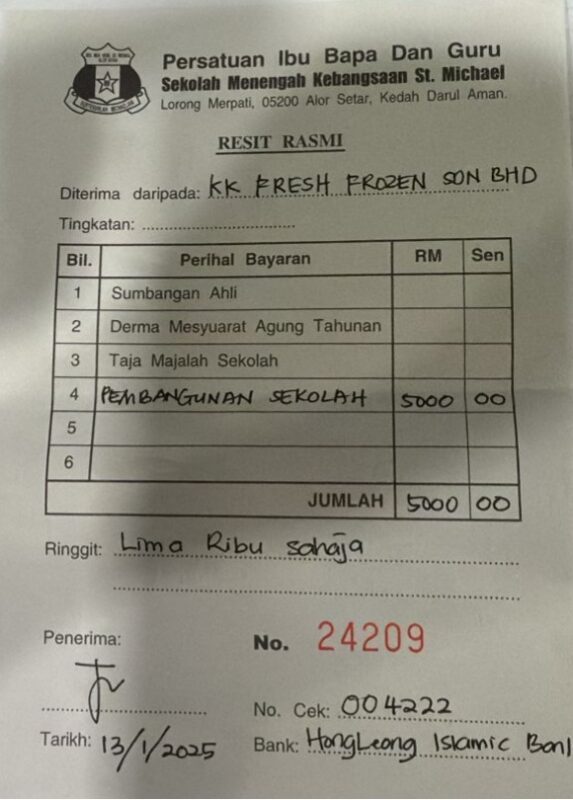 Persatuan Ibu Bapa Dan Guru
Sekolah Menengah Kebangsaan St. Michael
Lorong Merpati, 05200 Alor Setar, Kedah Darul Aman.
RESIT RASMI
Diterima daripada: KK FRESH FROZEN SDN BHD
Tingkatan:
Bil. Perihal Bayaran RM Sen
1 Sumbangan Ahli
2 Derma Mesyuarat Agung Tahunan
3 Taja Majalah Sekolah
4 PEMBANGUNAN SEKOLAH 5000 00
5
6
JUMLAH 5000 00
Ringgit: Lima Ribu sahaja
Penerima: No. 24209
No. Cek: 004222
Tarikh: 13/1/2025 Bank: HongLeong Islamic Bank